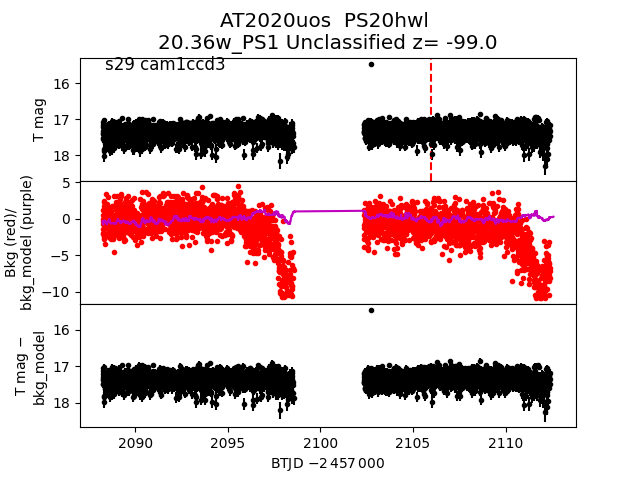 AT2020uos  PS20hwl
20.36w_PS1 Unclassified z= -99.0
s29 cam1ccd3
16
17
18
T mag
5
0
−5
−10
Bkg (red)/
bkg_model (purple)
16
17
18
T mag −
bkg_model
2090
2095
2100
2105
2110
BTJD −2 457 000